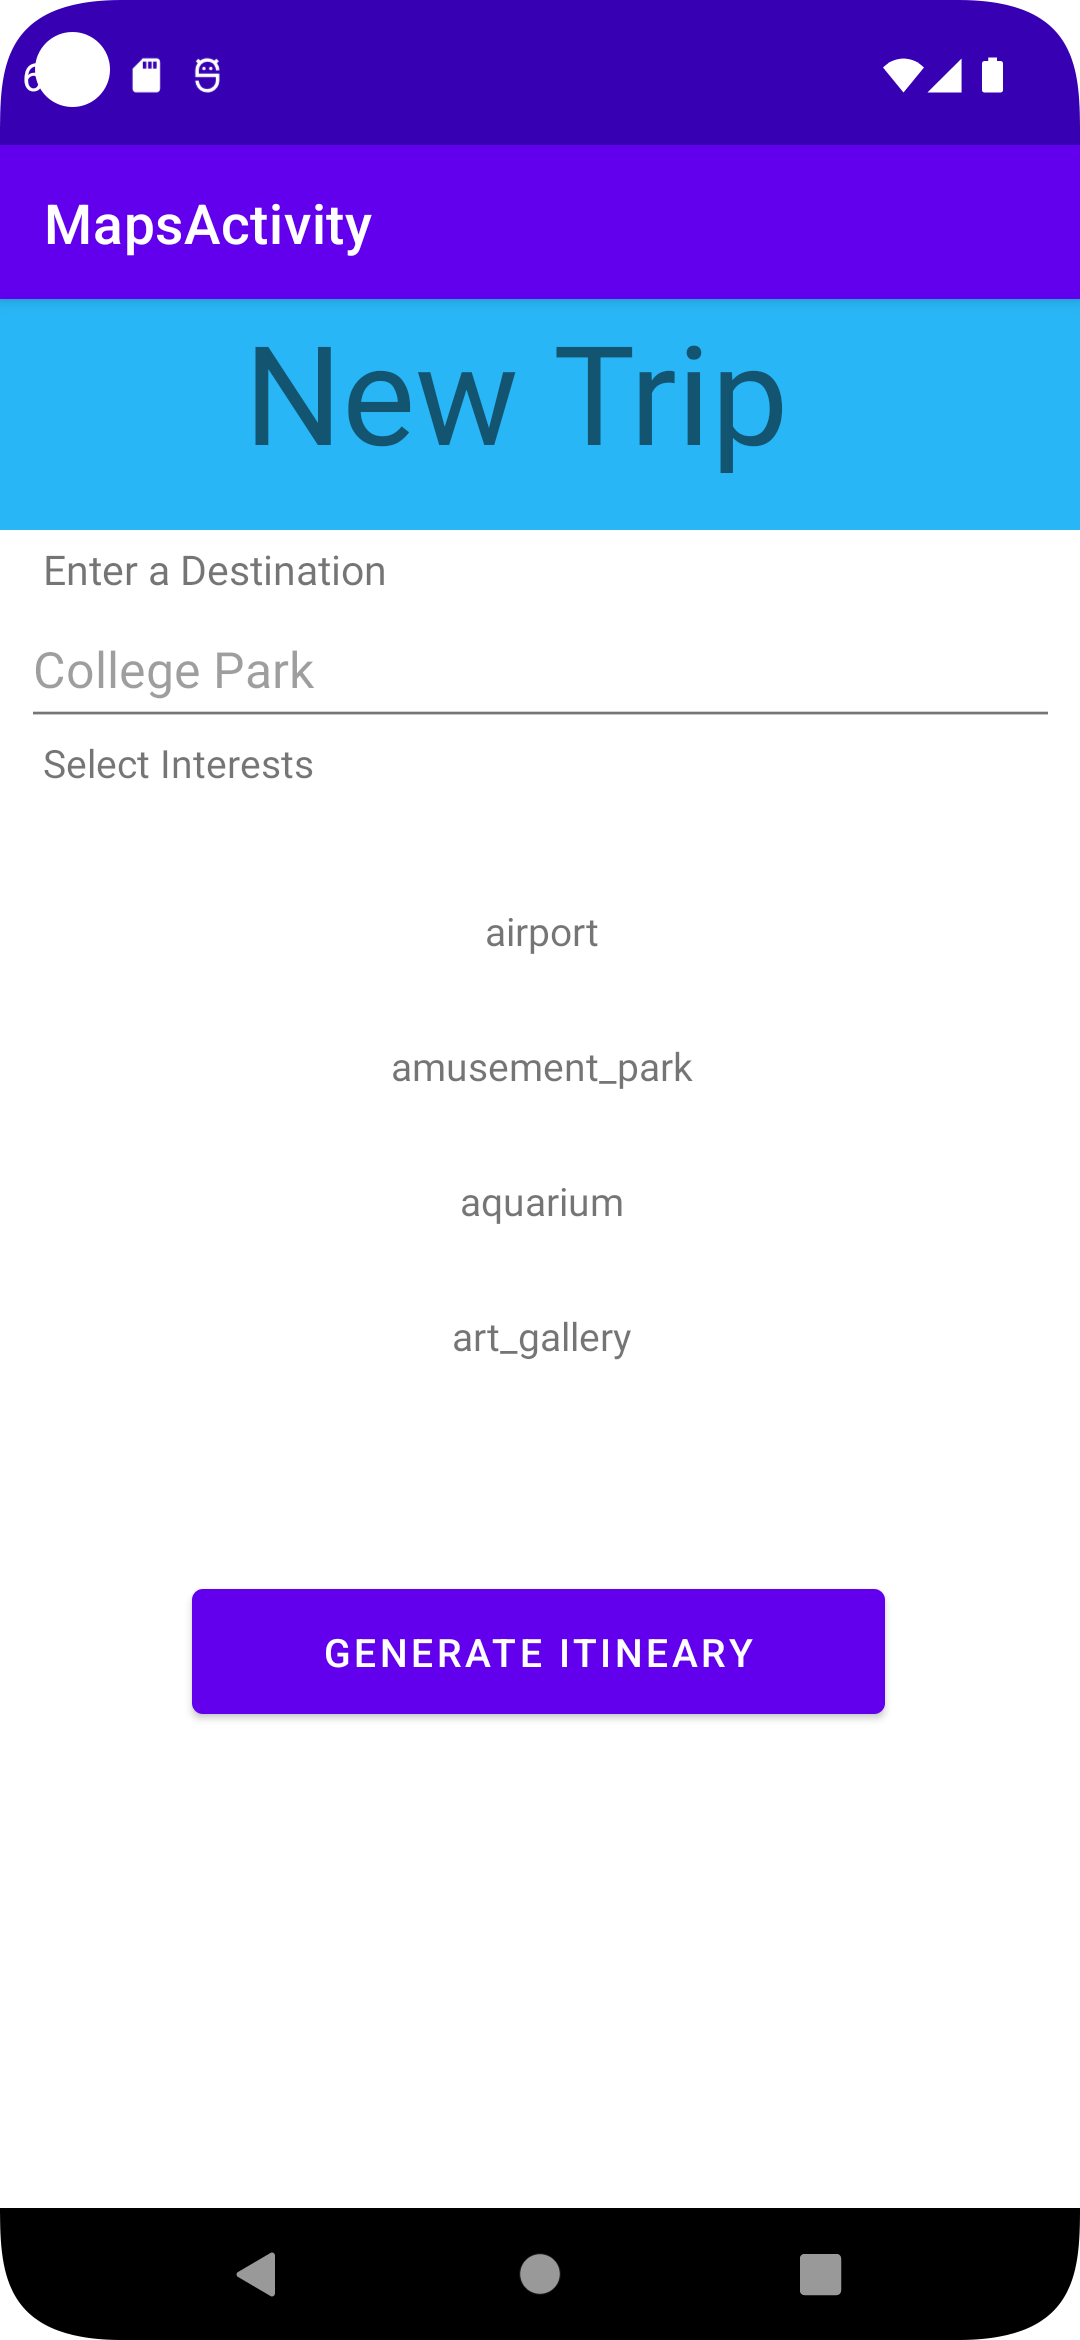 MapsActivity
New Trip
Enter a Destination
College Park
Select Interests
airport
amusement_park
aquarium
art_gallery
GENERATE ITINEARY